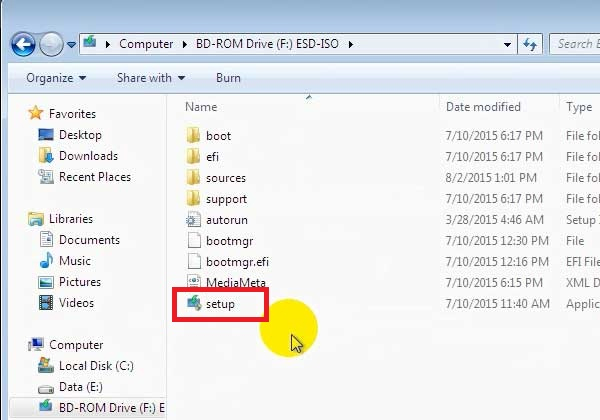 Computer BD-ROM Drive (F:) ESD-ISO Search B
Organize Share with Burn
Favorites
Desktop
Downloads
Recent Places
Libraries
Documents
Music
Pictures
Videos
Computer
Local Disk (C:)
Data (E:)
BD-ROM Drive (F:) E
Name Date modified Type
boot 7/10/2015 6:17 PM File fo
efi 7/10/2015 6:17 PM File fo
sources 8/2/2015 1:01 PM File fo
support 7/10/2015 6:17 PM File fo
autorun 3/28/2015 4:46 AM Setup
bootmgr 7/10/2015 12:30 PM File
bootmgr.efi 7/10/2015 12:16 PM EFI File
MediaMeta 7/10/2015 6:15 PM XML D
setup 7/10/2015 11:40 AM Applic